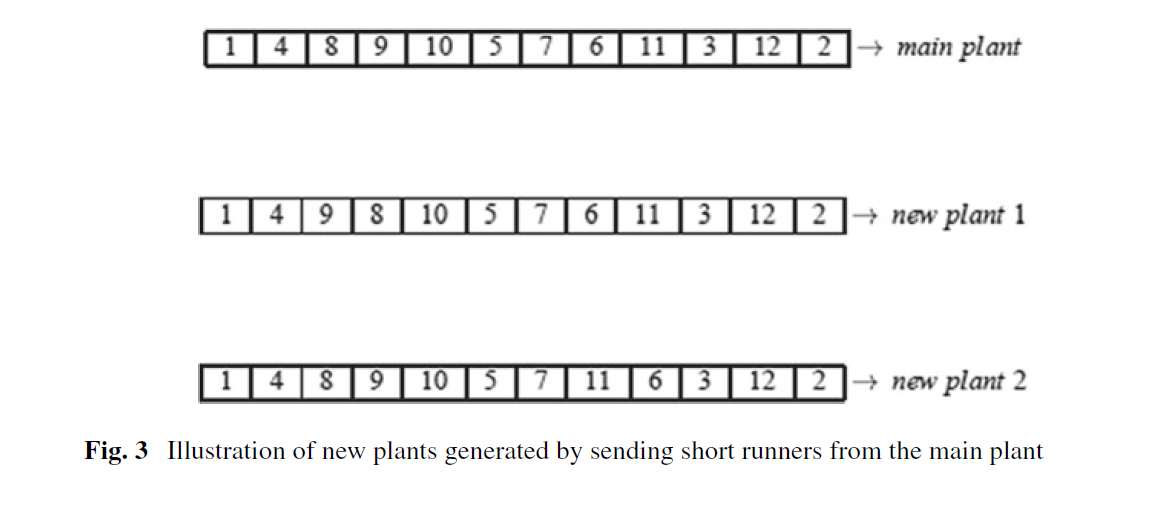 1 4 8 9 10 5 7 6 11 3 12 2 → main plant
1 4 9 8 10 5 7 6 11 3 12 2 → new plant 1
1 4 8 9 10 5 7 11 6 3 12 2 → new plant 2
Fig. 3 Illustration of new plants generated by sending short runners from the main plant